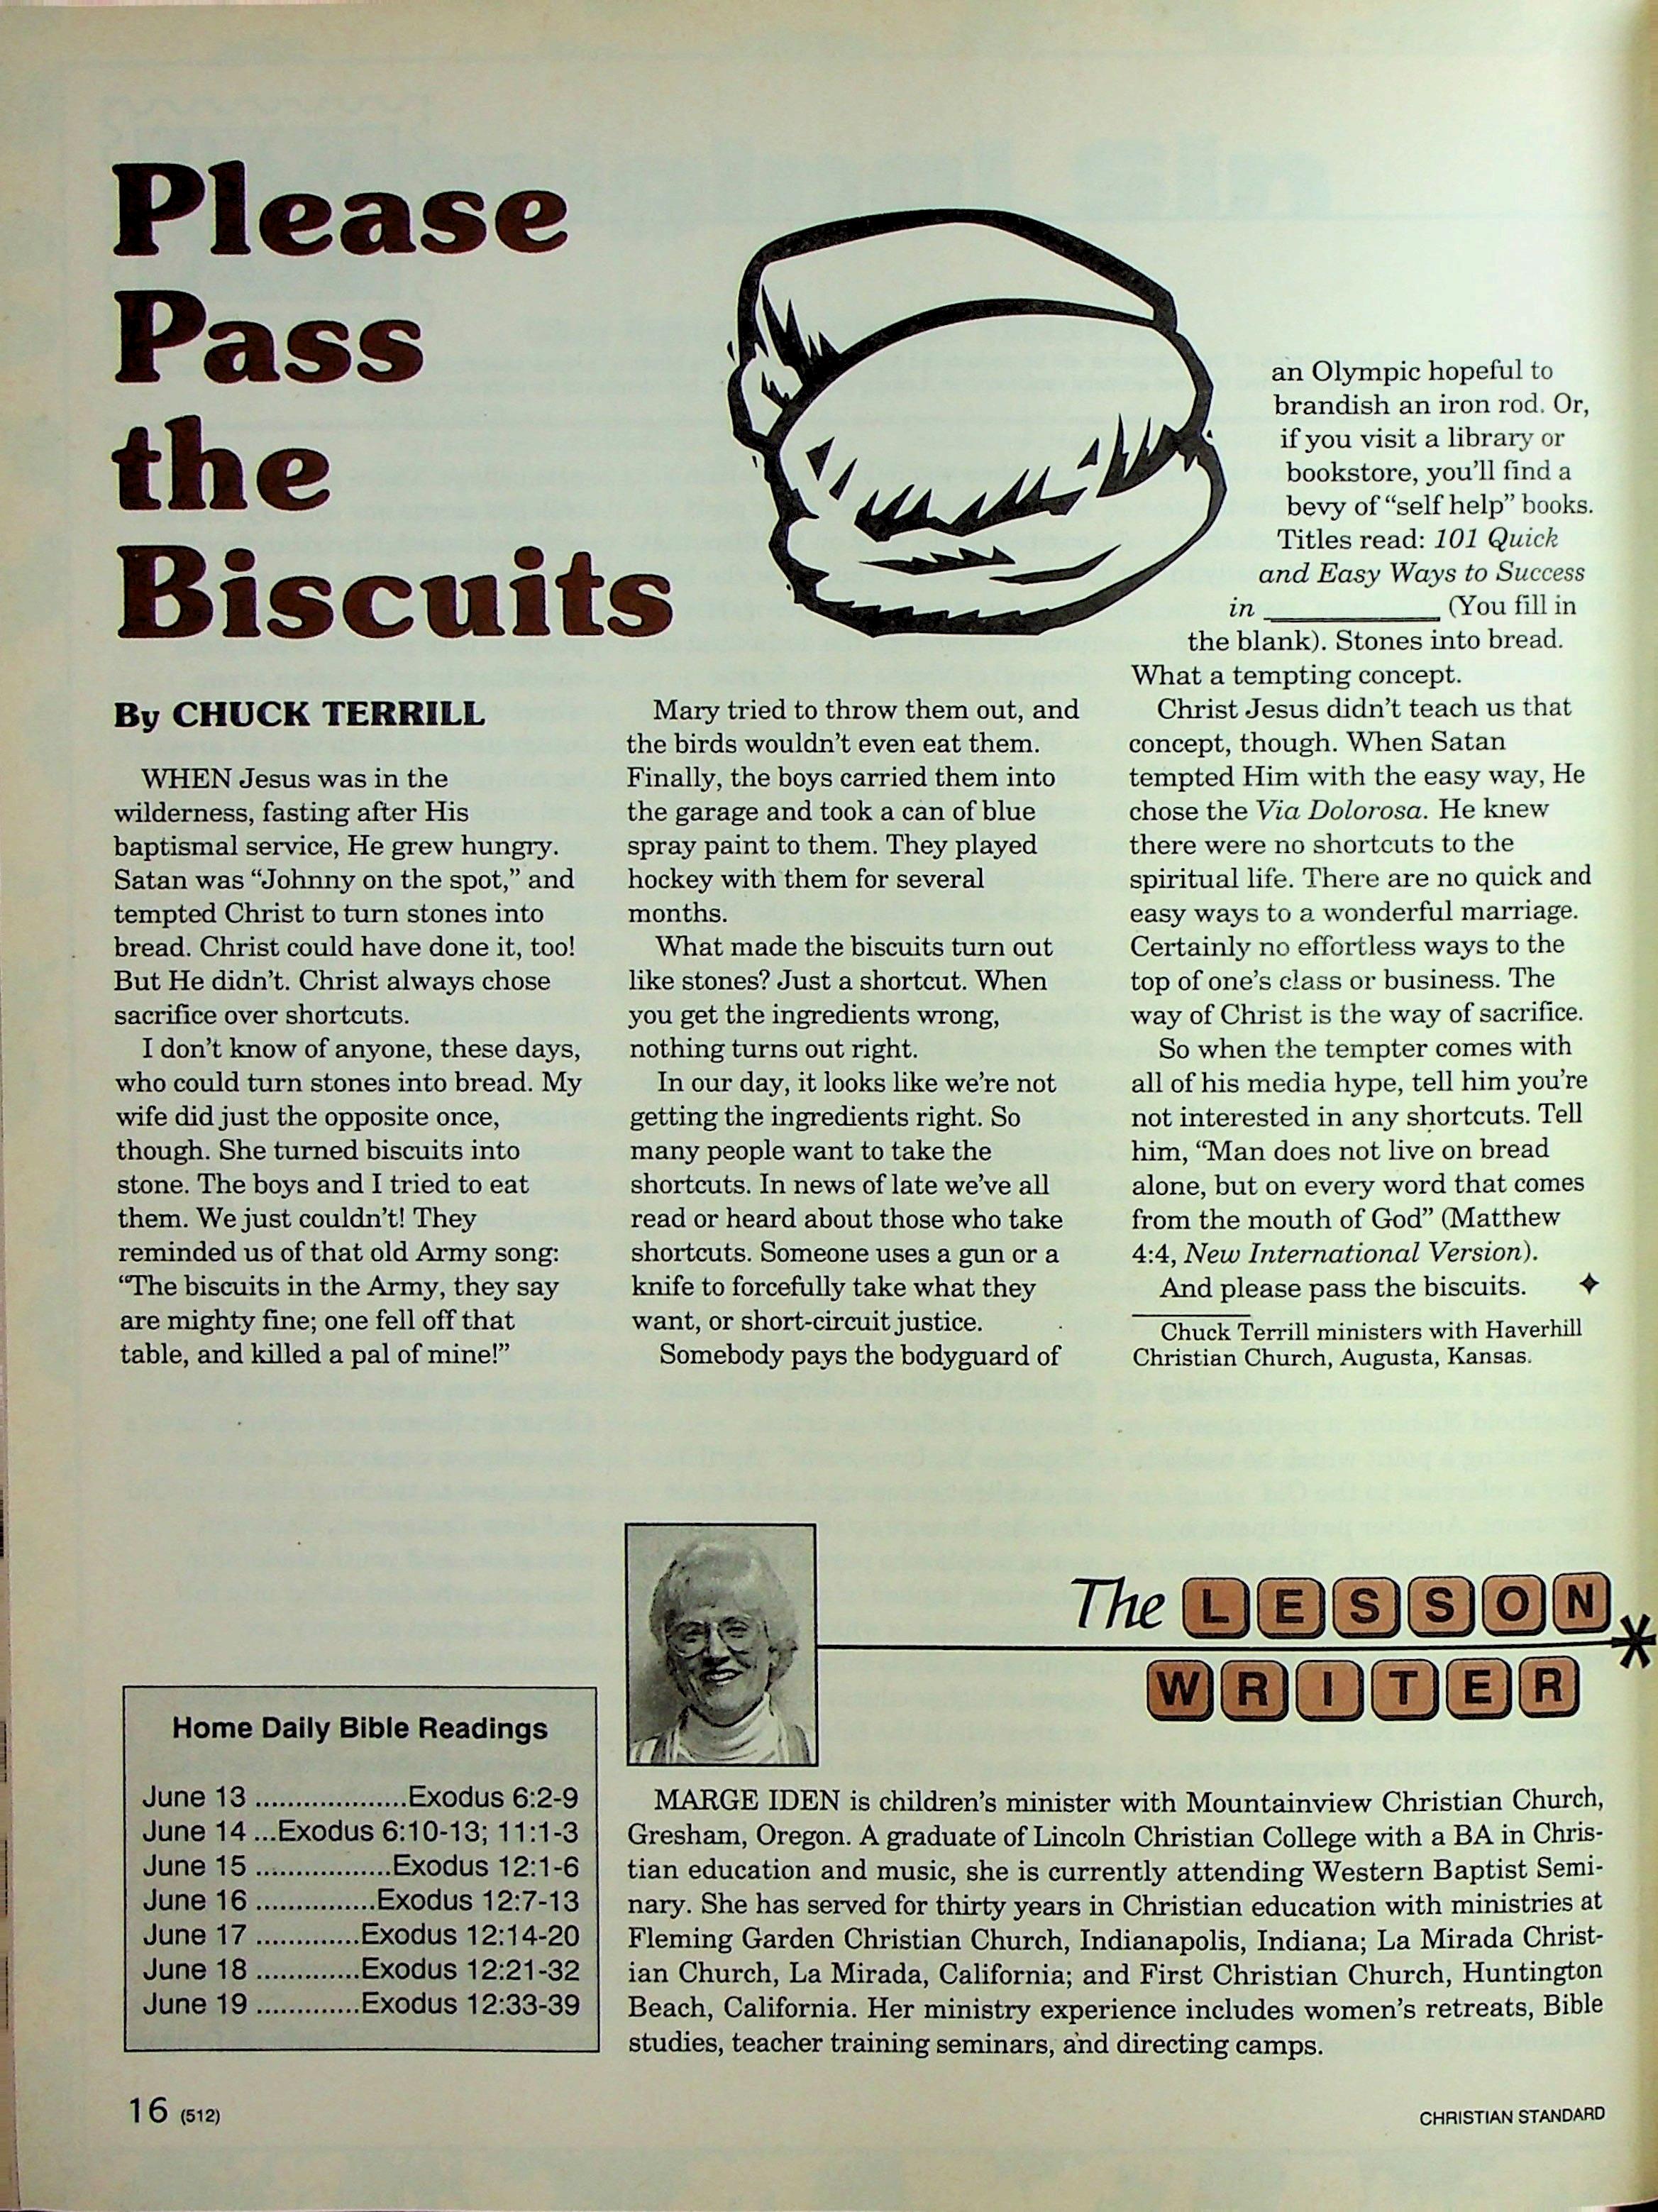 Please
Pass
the
Biscuits
By CHUCK TERRILL
WHEN Jesus was in the
wilderness, fasting after His
baptismal service, He grew hungry.
Satan was “Johnny on the spot,” and
tempted Christ to turn stones into
bread. Christ could have done it, too!
But He didn’t. Christ always chose
sacrifice over shortcuts.
I don’t know of anyone, these days,
who could turn stones into bread. My
wife did just the opposite once,
though. She turned biscuits into
stone. The boys and I tried to eat
them. We just couldn’t! They
reminded us of that old Army song:
“The biscuits in the Army, they say
are mighty fine; one fell off that
table, and killed a pal of mine!”
Mary tried to throw them out, and
the birds wouldn’t even eat them.
Finally, the boys carried them into
the garage and took a can of blue
spray paint to them. They played
hockey with them for several
months.
What made the biscuits turn out
like stones? Just a shortcut. When
you get the ingredients wrong,
nothing turns out right.
In our day, it looks like we’re not
getting the ingredients right. So
many people want to take the
shortcuts. In news of late we’ve all
read or heard about those who take
shortcuts. Someone uses a gun or a
knife to forcefully take what they
want, or short-circuit justice.
Somebody pays the bodyguard of
an Olympic hopeful to
brandish an iron rod. Or,
if you visit a library or
bookstore, you’ll find a
bevy of “self help” books.
Titles read: 101 Quick
and Easy Ways to Success
in ____________ (You fill in
the blank). Stones into bread.
What a tempting concept.
Christ Jesus didn’t teach us that
concept, though. When Satan
tempted Him with the easy way, He
chose the Via Dolorosa. He knew
there were no shortcuts to the
spiritual life. There are no quick and
easy ways to a wonderful marriage.
Certainly no effortless ways to the
top of one’s class or business. The
way of Christ is the way of sacrifice.
So when the tempter comes with
all of his media hype, tell him you’re
not interested in any shortcuts. Tell
him, “Man does not live on bread
alone, but on every word that comes
from the mouth of God” (Matthew
4:4, New International Version).
And please pass the biscuits. ✦
Chuck Terrill ministers with Haverhill
Christian Church, Augusta, Kansas.
Home Daily Bible Readings
June 13 ...................Exodus 6:2-9
June 14 ...Exodus 6:10-13; 11:1-3
June 15 .................Exodus 12:1-6
June 16 ...............Exodus 12:7-13
June 17 .............Exodus 12:14-20
June 18 .............Exodus 12:21-32
June 19 .............Exodus 12:33-39
The LESSON
WRITER *
MARGE IDEN is children’s minister with Mountainview Christian Church,
Gresham, Oregon. A graduate of Lincoln Christian College with a BA in Chris-
tian education and music, she is currently attending Western Baptist Semi-
nary. She has served for thirty years in Christian education with ministries at
Fleming Garden Christian Church, Indianapolis, Indiana; La Mirada Christ-
ian Church, La Mirada, California; and First Christian Church, Huntington
Beach, California. Her ministry experience includes women’s retreats, Bible
studies, teacher training seminars, and directing camps.
16 (512)
CHRISTIAN STANDARD